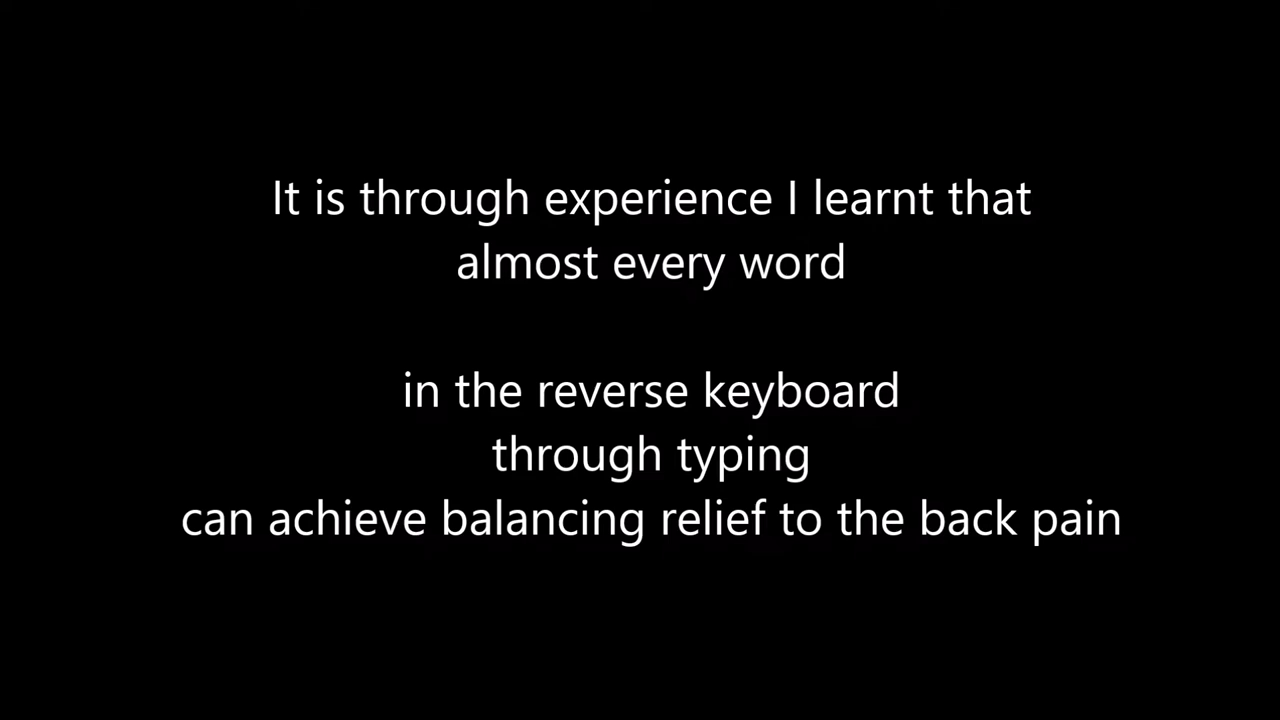 It is through experience I learnt that
almost every word
in the reverse keyboard
through typing
can achieve balancing relief to the back pain